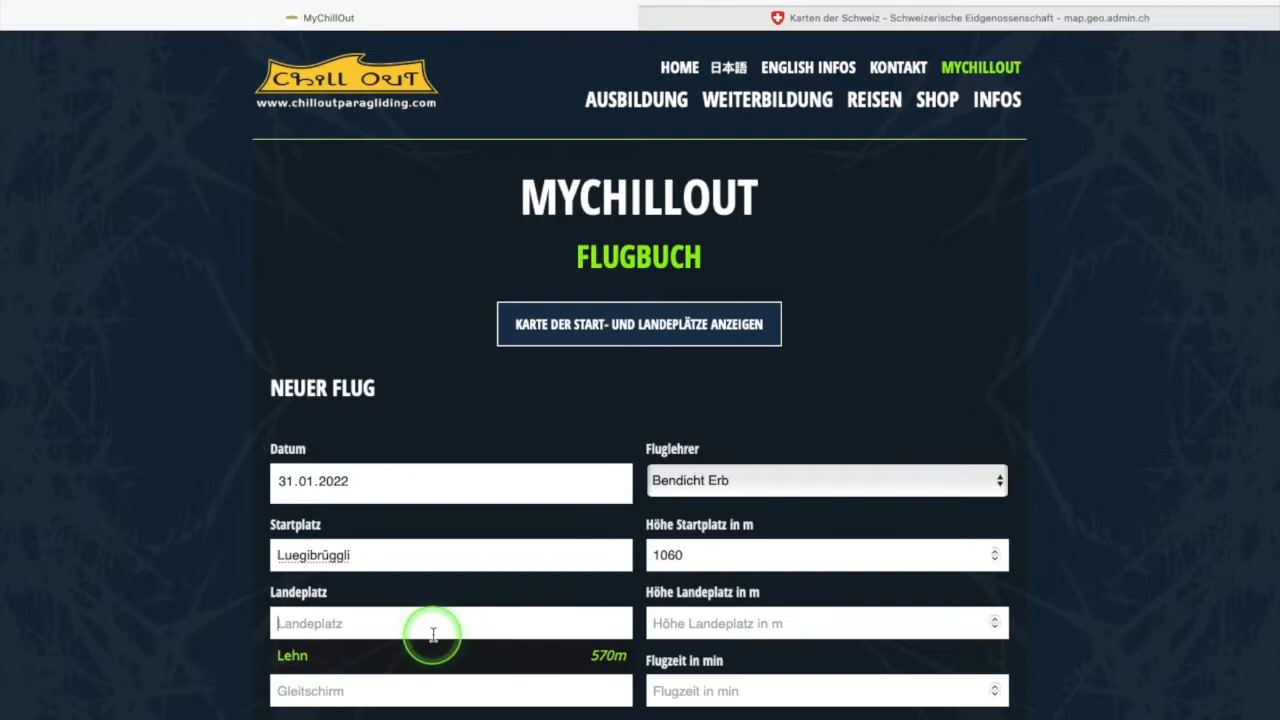 MyChillOut
Karten der Schweiz - Schweizerische Eidgenossenschaft - map.geo.admin.ch
CHILL OUT
www.chilloutparagliding.com
HOME 日本語 ENGLISH INFOS KONTAKT MYCHILLOUT
AUSBILDUNG WEITERBILDUNG REISEN SHOP INFOS
MYCHILLOUT
FLUGBUCH
KARTE DER START- UND LANDEPLÄTZE ANZEIGEN
NEUER FLUG
Datum
31.01.2022
Fluglehrer
Bendicht Erb
Startplatz
Luegibrüggli
Höhe Startplatz in m
1060
Landeplatz
Landeplatz
Höhe Landeplatz in m
Höhe Landeplatz in m
Lehn 570m
Gleitschirm
Flugzeit in min
Flugzeit in min